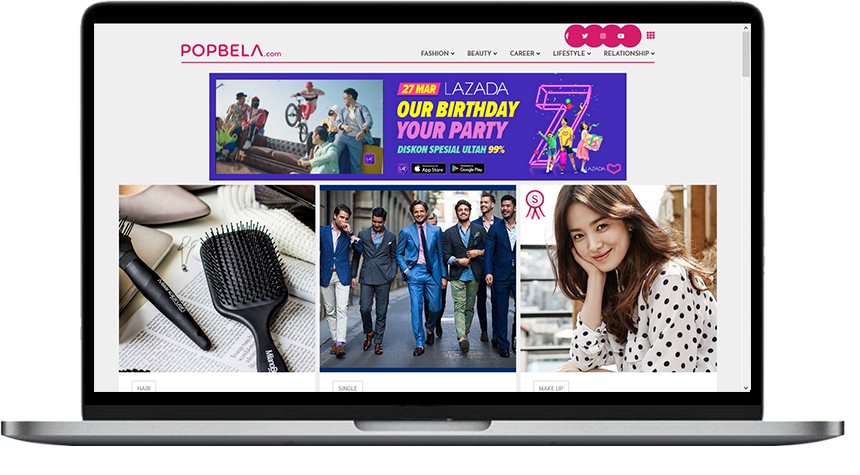 POPBELA.com
FASHION BEAUTY CAREER LIFESTYLE RELATIONSHIP
27 MAR LAZADA
OUR BIRTHDAY
YOUR PARTY
DISKON SPESIAL ULTAH 99%
App Store Google Play
LAZADA
7
S
HAIR
SINGLE
MAKE UP